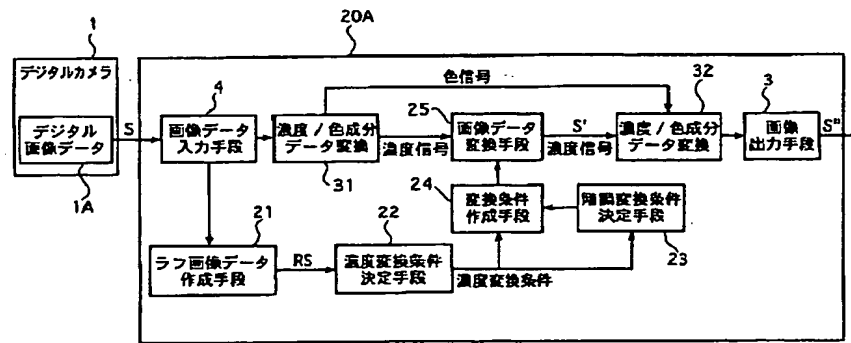 20A
1
デジタルカメラ
デジタル
画像データ
1A
S
4
画像データ
入力手段
濃度/色成分
データ変換
31
色信号
濃度信号
25
画像データ
変換手段
S'
濃度信号
32
濃度/色成分
データ変換
3
画像
出力手段
S"
24
変換条件
作成手段
階調変換条件
決定手段
23
21
ラフ画像データ
作成手段
RS
22
濃度変換条件
決定手段
濃度変換条件